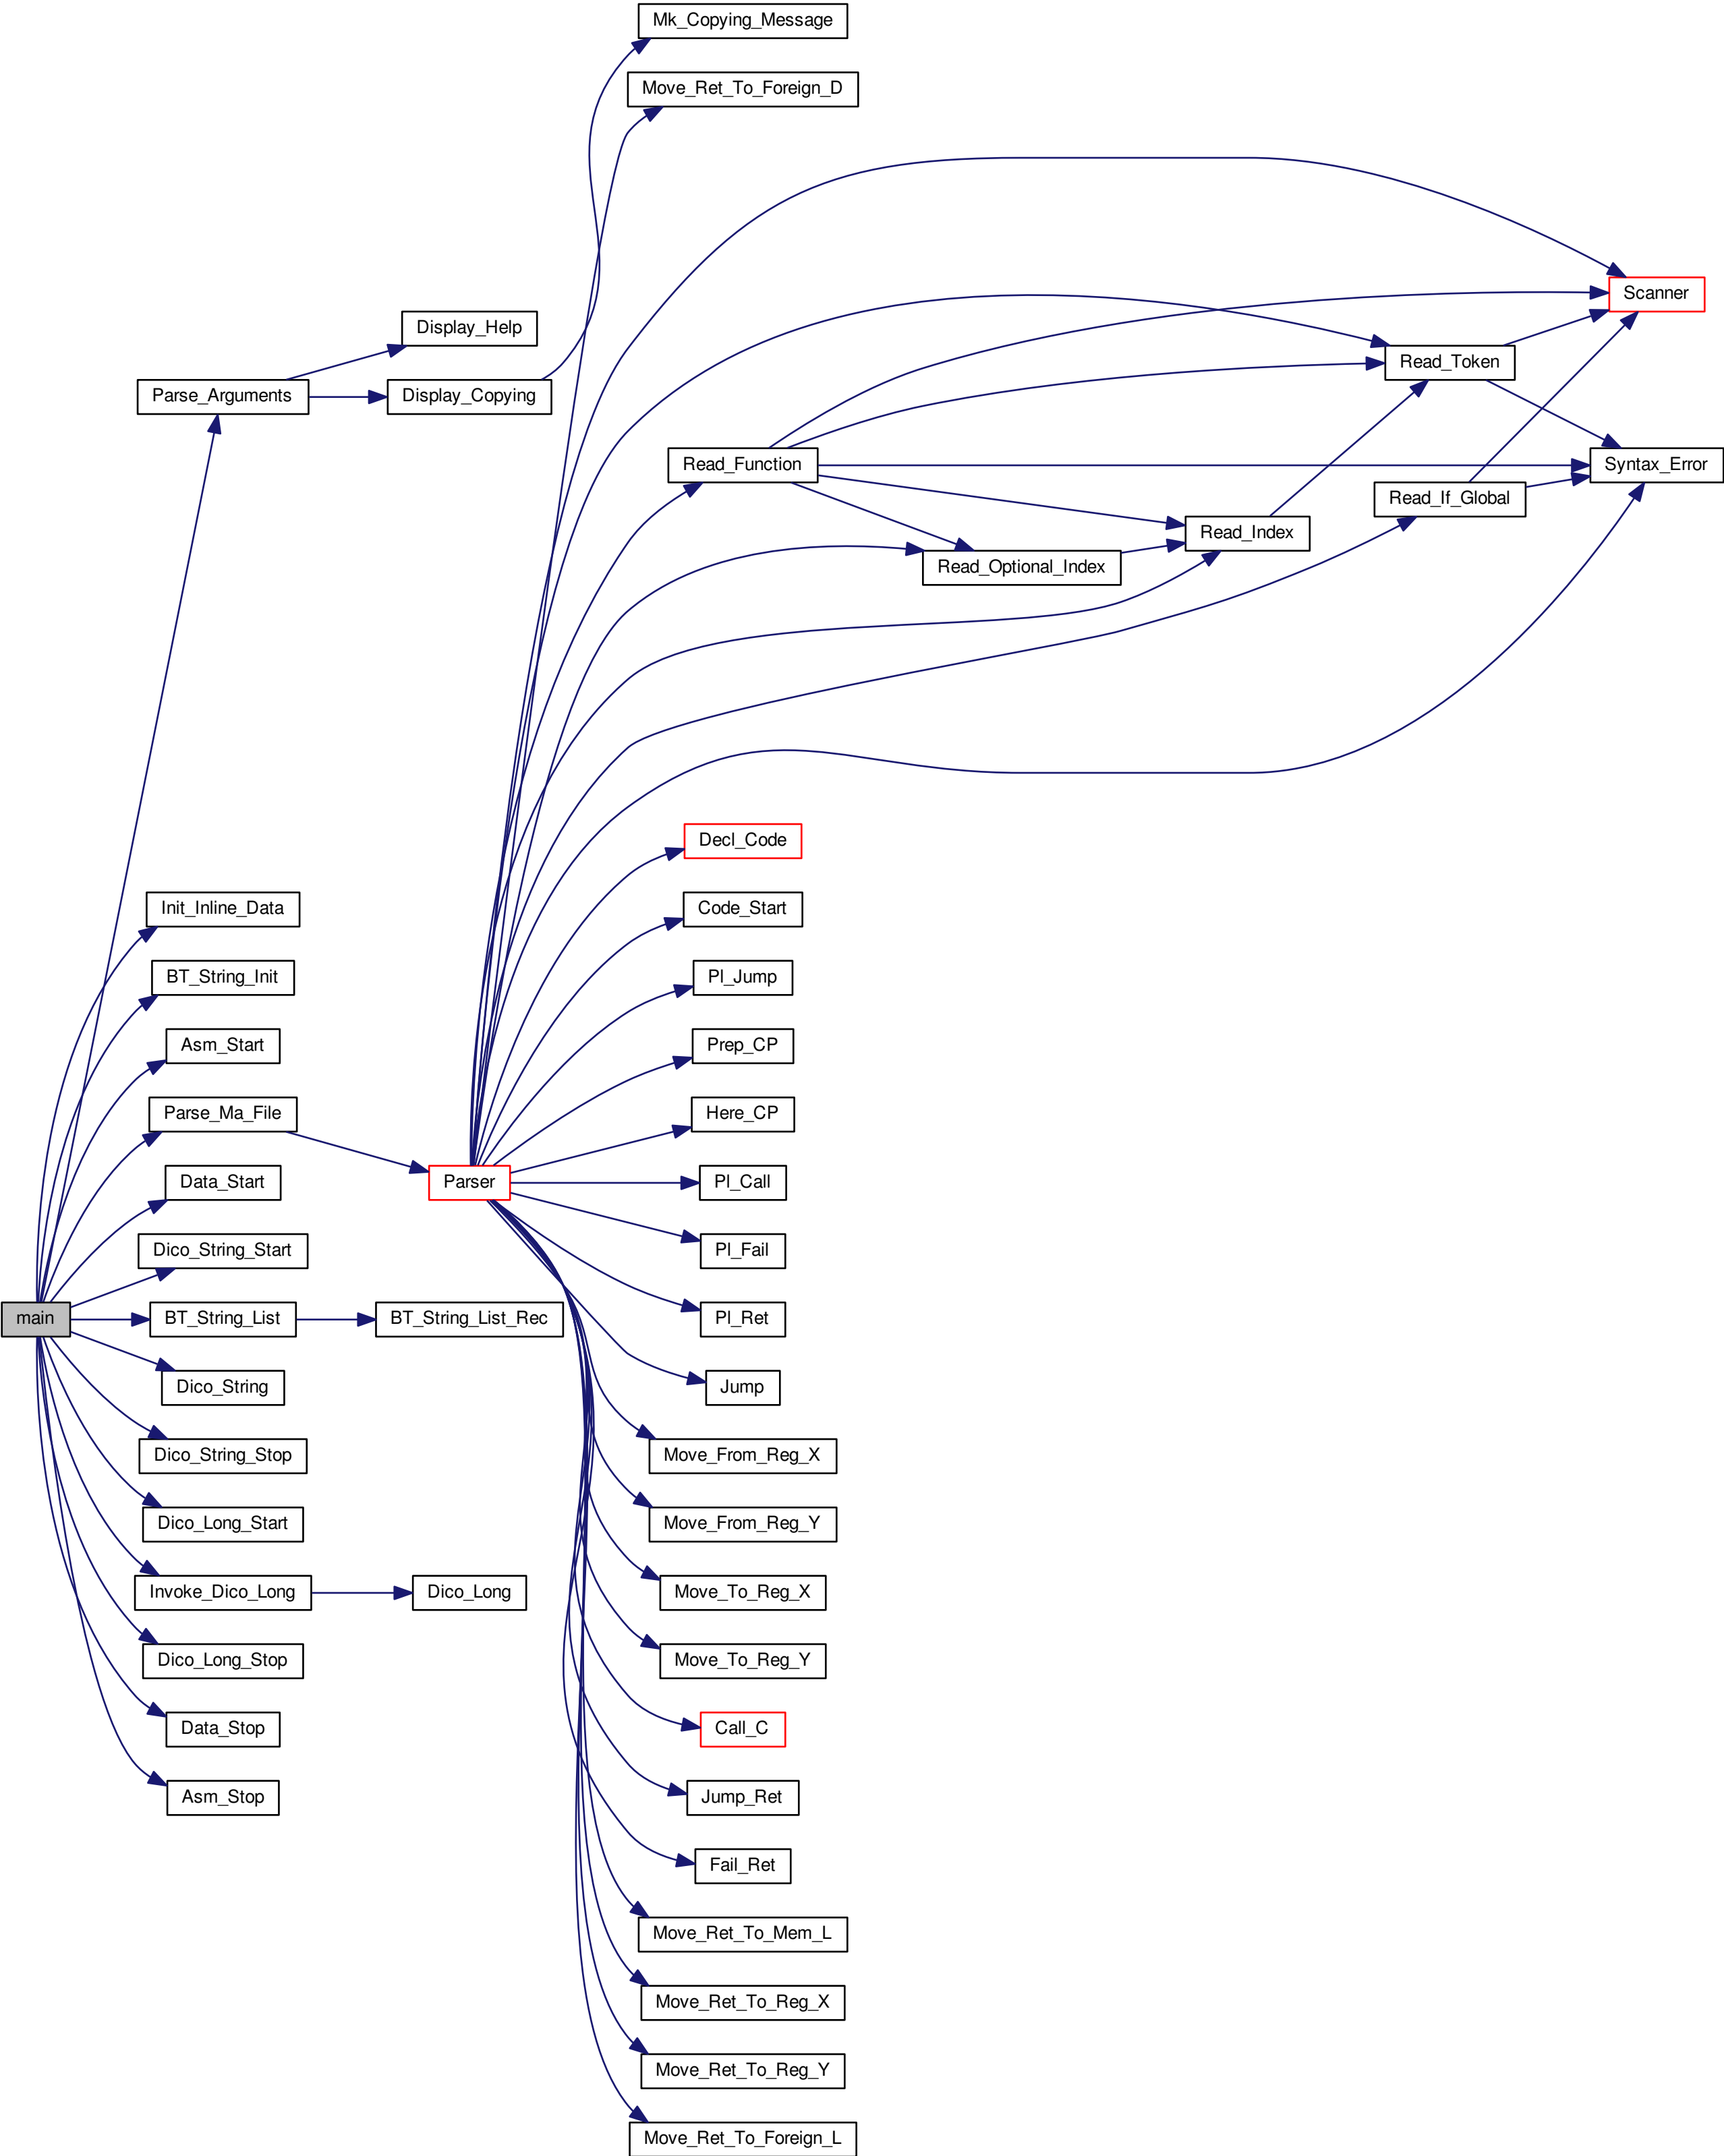 Mk_Copying_Message
Move_Ret_To_Foreign_D
Scanner
Display_Help
Read_Token
Parse_Arguments
Display_Copying
Read_Function
Syntax_Error
Read_If_Global
Read_Index
Read_Optional_Index
Decl_Code
Init_Inline_Data
Code_Start
BT_String_Init
Pl_Jump
Asm_Start
Prep_CP
Parse_Ma_File
Here_CP
Data_Start
Parser
Pl_Call
Dico_String_Start
Pl_Fail
main
BT_String_List
BT_String_List_Rec
Pl_Ret
Dico_String
Jump
Dico_String_Stop
Move_From_Reg_X
Dico_Long_Start
Move_From_Reg_Y
Invoke_Dico_Long
Dico_Long
Move_To_Reg_X
Dico_Long_Stop
Move_To_Reg_Y
Data_Stop
Call_C
Asm_Stop
Jump_Ret
Fail_Ret
Move_Ret_To_Mem_L
Move_Ret_To_Reg_X
Move_Ret_To_Reg_Y
Move_Ret_To_Foreign_L